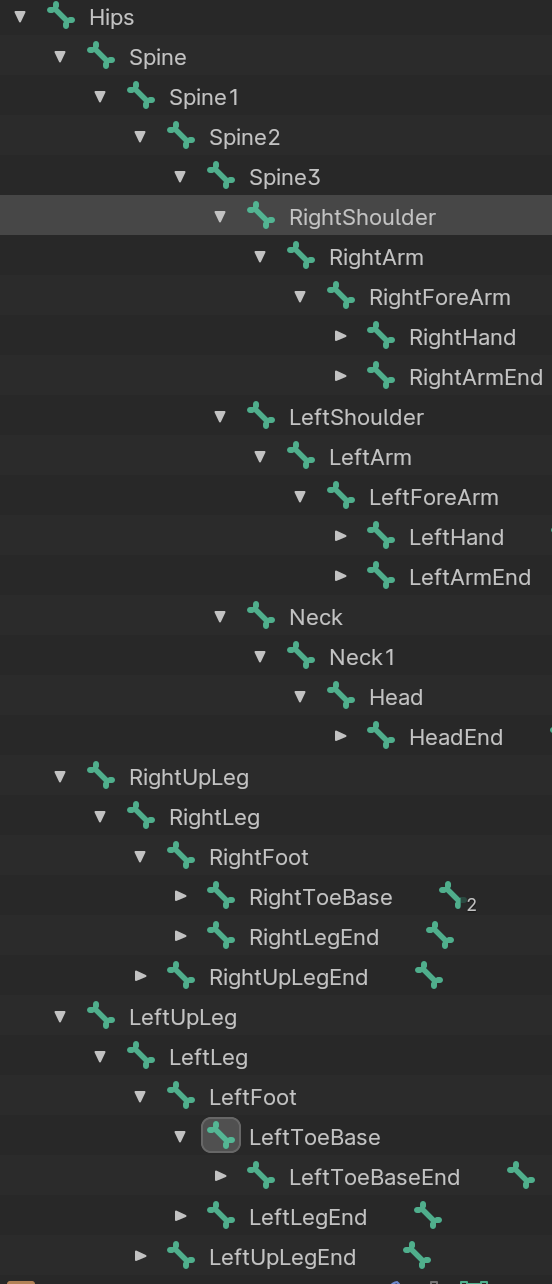 Hips
Spine
Spine1
Spine2
Spine3
RightShoulder
RightArm
RightForeArm
RightHand
RightArmEnd
LeftShoulder
LeftArm
LeftForeArm
LeftHand
LeftArmEnd
Neck
Neck1
Head
HeadEnd
RightUpLeg
RightLeg
RightFoot
RightToeBase 2
RightLegEnd
RightUpLegEnd
LeftUpLeg
LeftLeg
LeftFoot
LeftToeBase
LeftToeBaseEnd
LeftLegEnd
LeftUpLegEnd